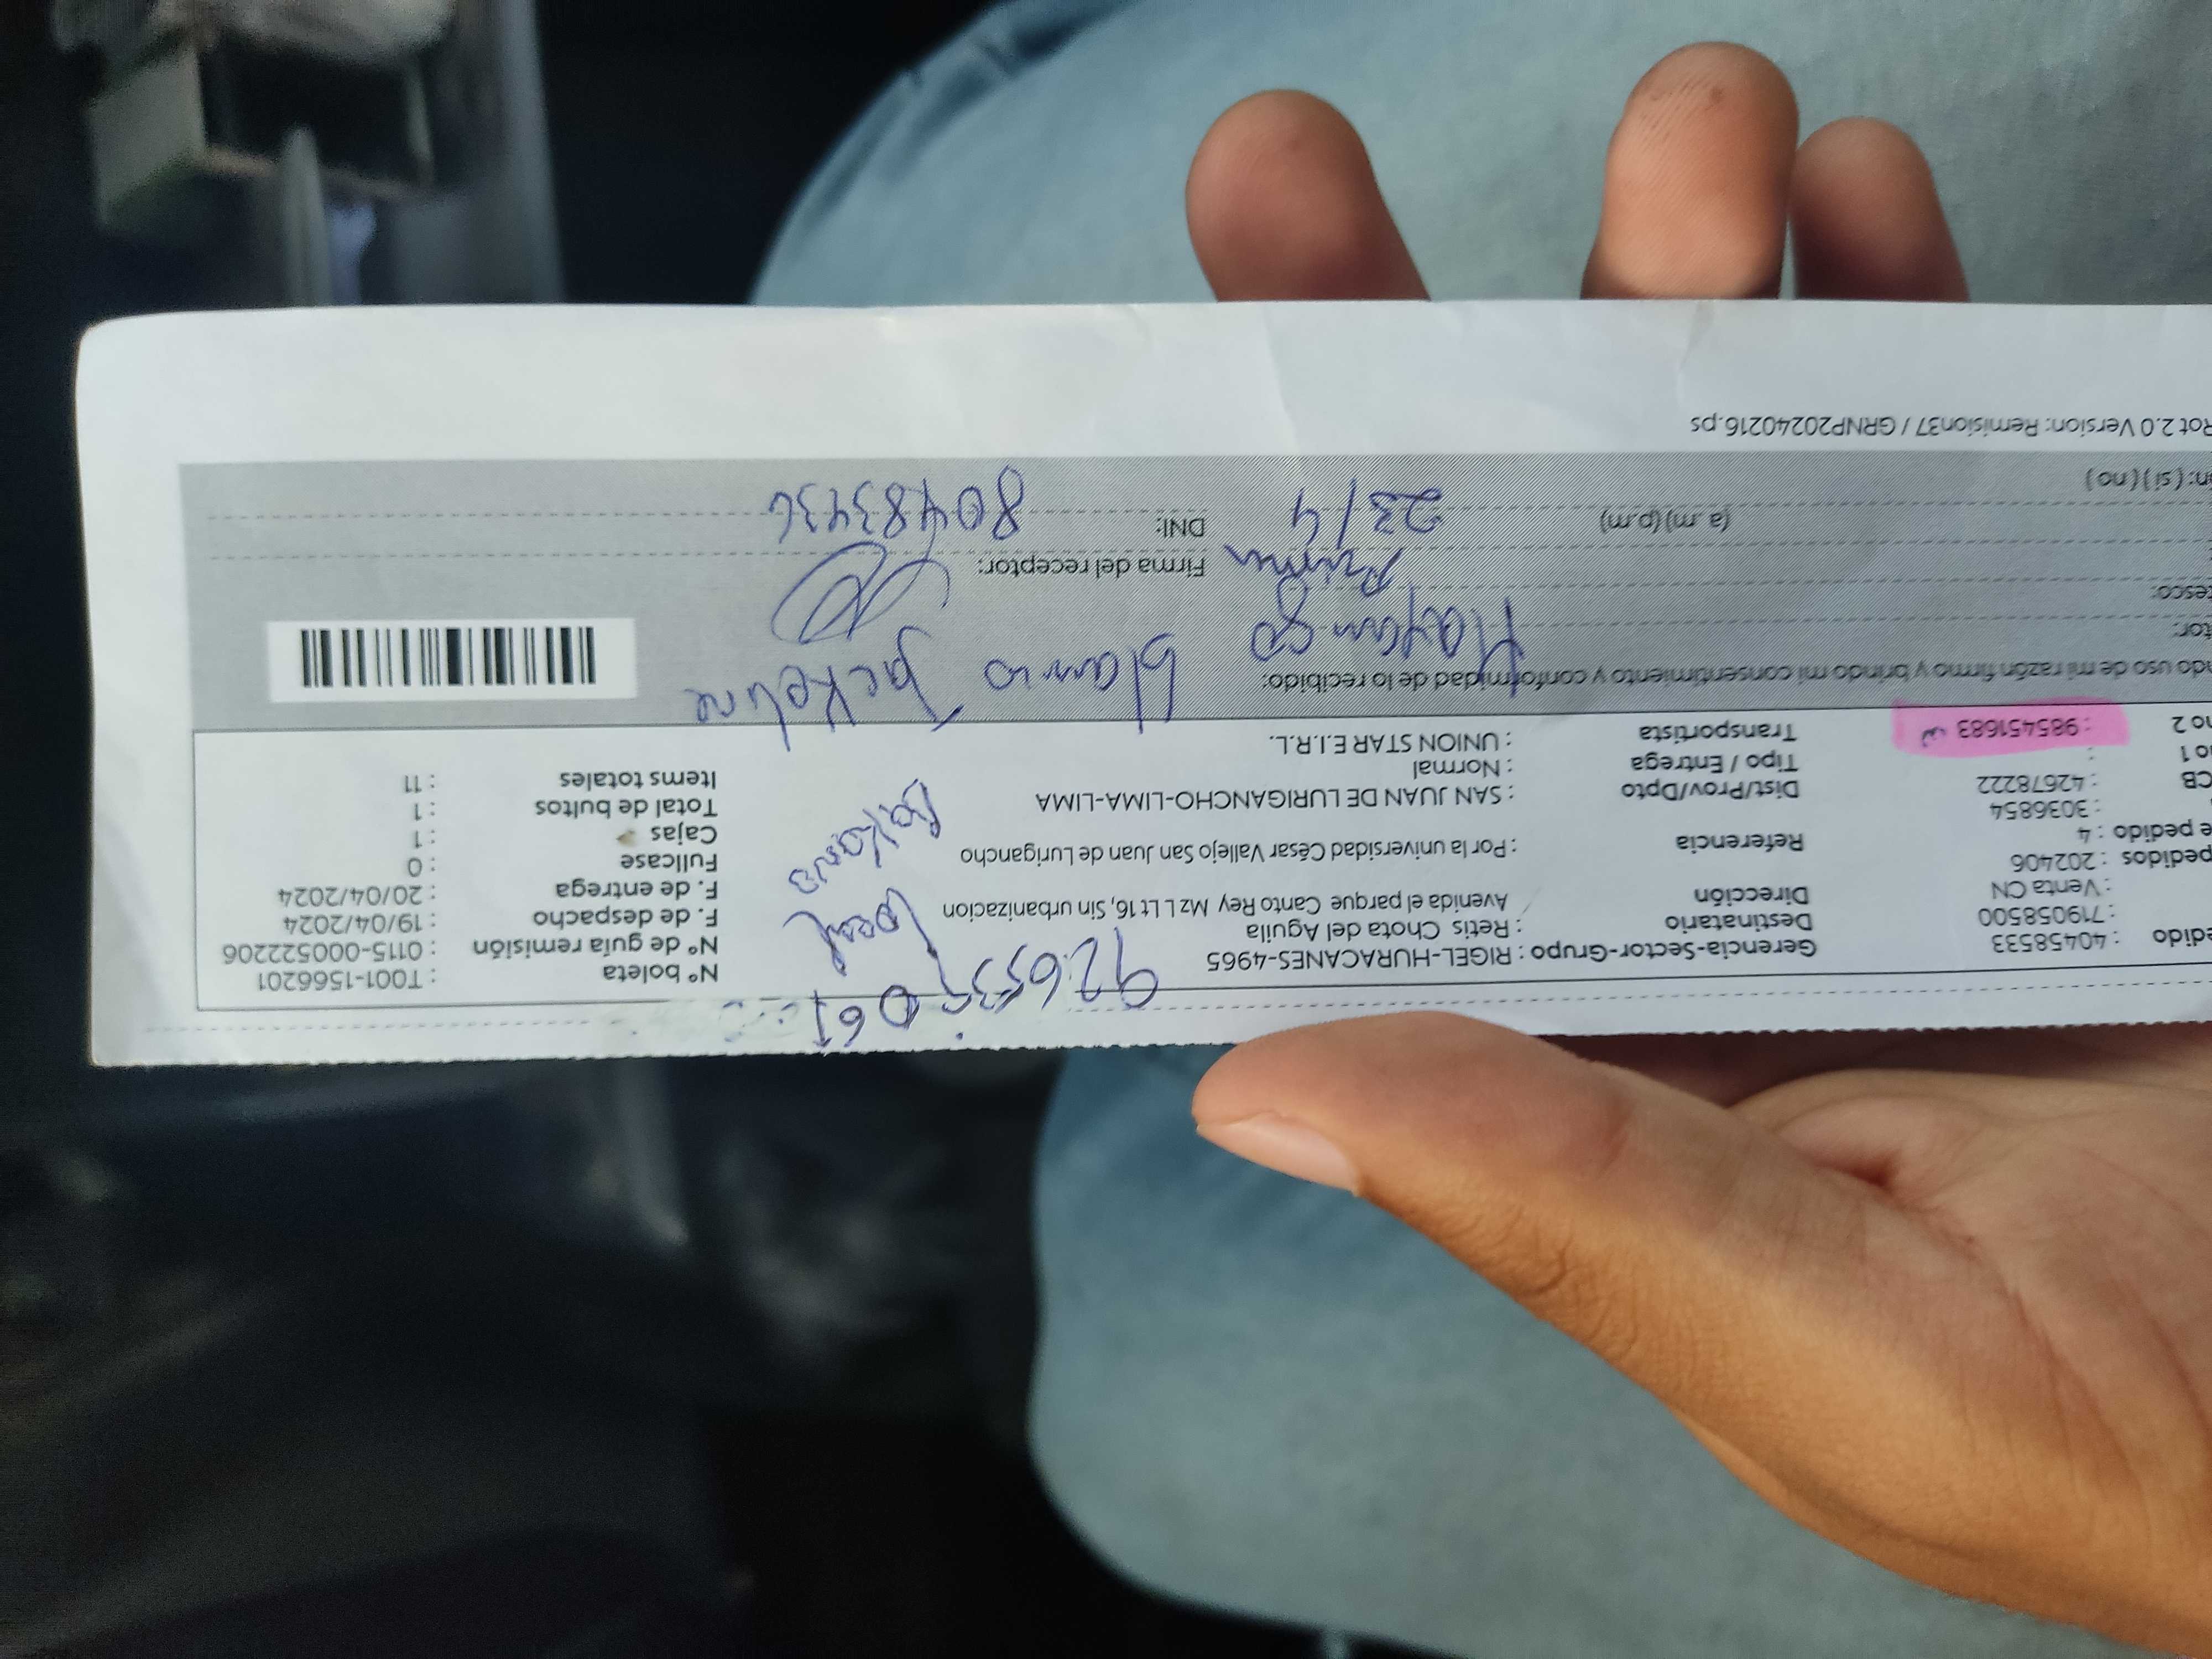 926535061
edido : 40458533 Gerencia-Sector-Grupo : RIGEL-HURACANES-4965 N° boleta : T001-1566201
: 719058500 Destinatario : Retis Chota del Aguila N° de guía remisión : 0115-000522206
: Venta CN Dirección Avenida el parque Canto Rey Mz L Lt 16, Sin urbanizacion F. de despacho : 19/04/2024
pedidos : 202406 F. de entrega : 20/04/2024
Local
e pedido : 4 Referencia : Por la universidad César Vallejo San Juan de Lurigancho Fullcase : 0
: 3036854 Cajas : 1
CB : 42678222 Dist/Prov/Dpto : SAN JUAN DE LURIGANCHO-LIMA-LIMA Total de bultos : 1
no 1 : Tipo / Entrega : Normal Items totales : 11
no 2 : 985451683 Transportista : UNION STAR E.I.R.L.
ndo uso de mi razón firmo y brindo mi consentimiento y conformidad de lo recibido:
tor: Jackeline
tesco: Prima Firma del receptor:
(a .m) (p.m) 23/4 DNI: 80483436
n: ( si ) ( no )
Rot 2.0 Version: Remision37 / GRNP20240216.ps